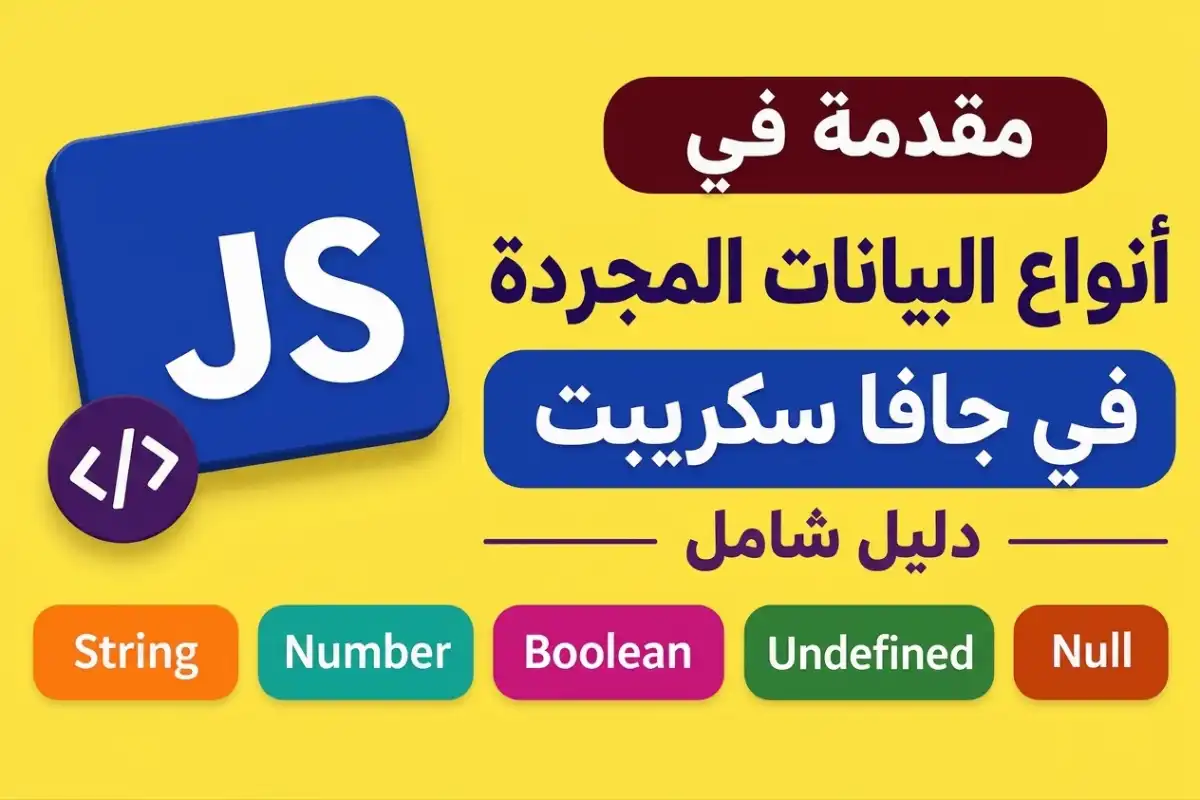 مقدمة في
أنواع البيانات المجردة
في جافا سكريبت
دليل شامل
JS
</>
String
Number
Boolean
Undefined
Null